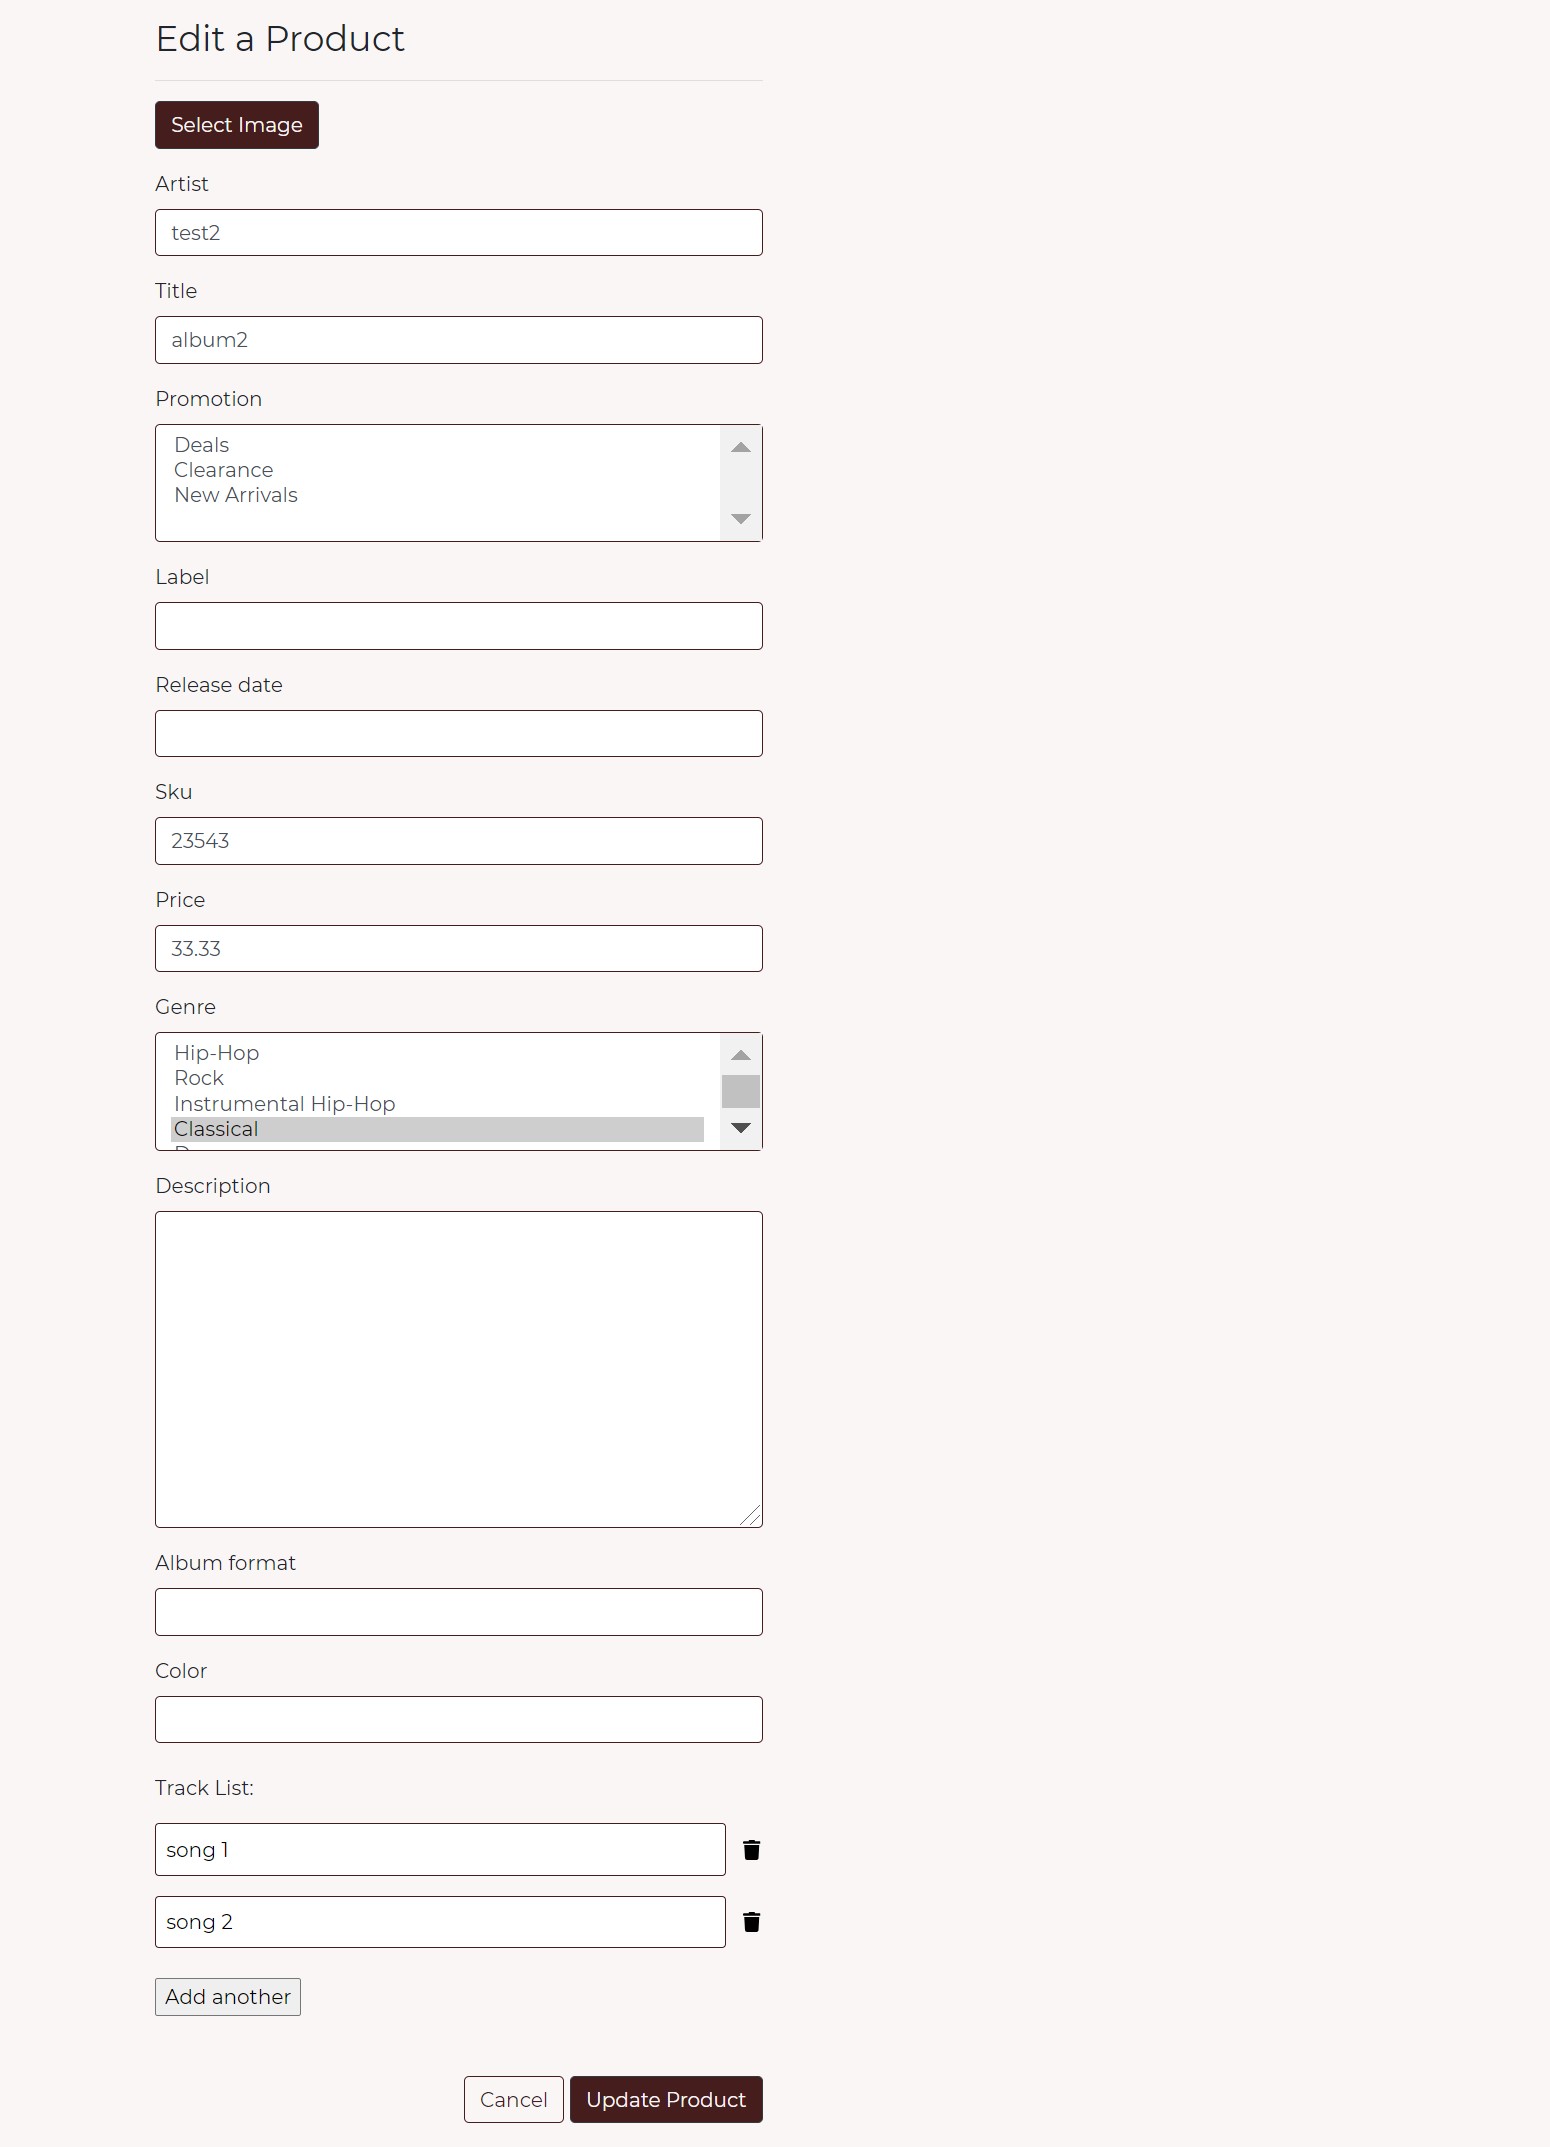 Edit a Product
Select Image
Artist
test2
Title
album2
Promotion
Deals
Clearance
New Arrivals
Label
Release date
Sku
23543
Price
33.33
Genre
Hip-Hop
Rock
Instrumental Hip-Hop
Classical
Description
Album format
Color
Track List:
song 1
song 2
Add another
Cancel Update Product